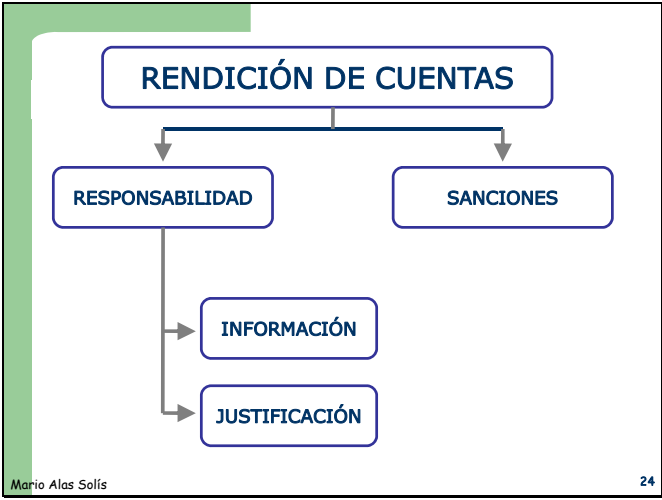 RENDICIÓN DE CUENTAS
RESPONSABILIDAD
SANCIONES
INFORMACIÓN
JUSTIFICACIÓN
Mario Alas Solís
24